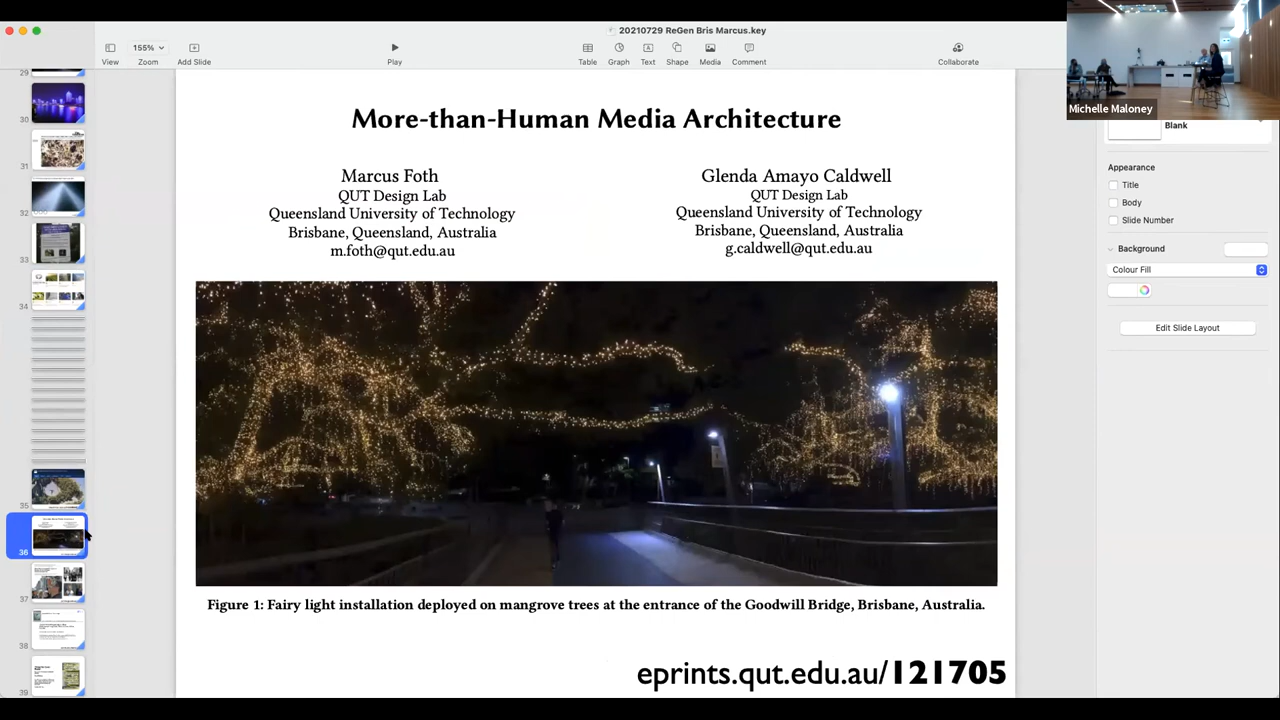 20210729 ReGen Bris Marcus.key
155%
View
Zoom
Add Slide
Play
Table
Graph
Text
Shape
Media
Comment
Collaborate
Michelle Maloney
29
30
31
32
33
34
35
36
37
38
39
More-than-Human Media Architecture
Marcus Foth
QUT Design Lab
Queensland University of Technology
Brisbane, Queensland, Australia
m.foth@qut.edu.au
Glenda Amayo Caldwell
QUT Design Lab
Queensland University of Technology
Brisbane, Queensland, Australia
g.caldwell@qut.edu.au
Figure 1: Fairy light installation deployed on mangrove trees at the entrance of the Goodwill Bridge, Brisbane, Australia.
eprints.qut.edu.au/121705
Blank
Appearance
Title
Body
Slide Number
Background
Colour Fill
Edit Slide Layout